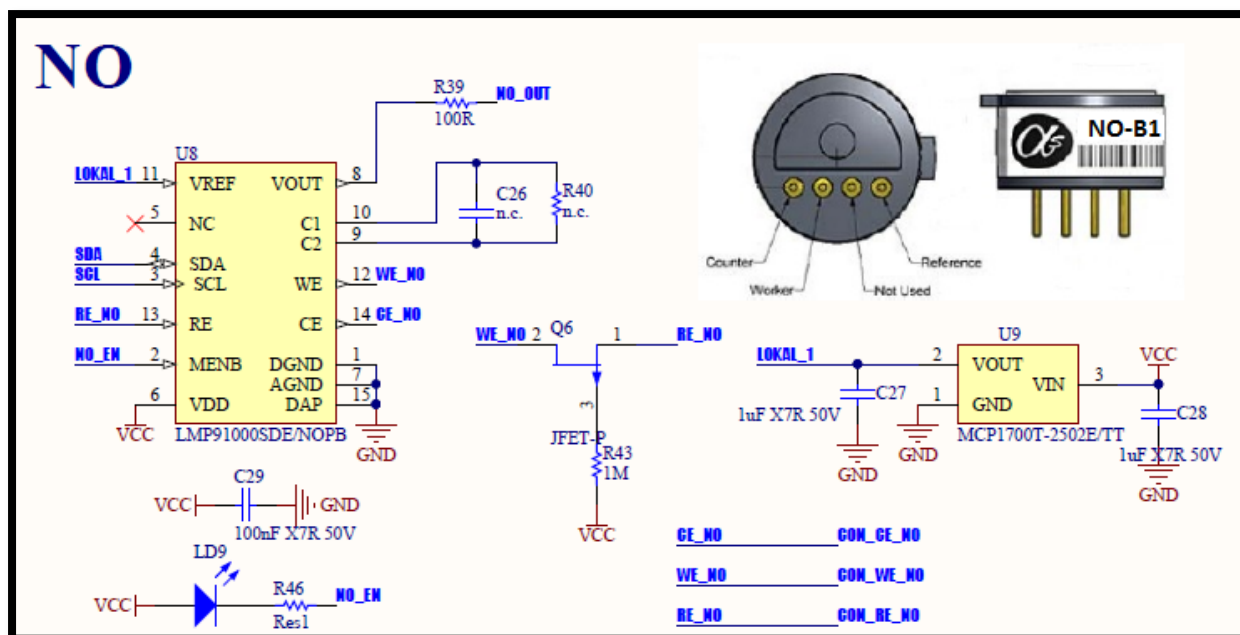 NO
R39
100R
NO_OUT
U8
LOKAL_1
11
VREF
VOUT
8
5
NC
C1
10
C2
9
C26
n.c.
R40
n.c.
SDA
4
SDA
SCL
3
SCL
WE
12
WE_NO
RE_NO
13
RE
CE
14
CE_NO
NO_EN
2
MENB
DGND
1
AGND
7
DAP
15
6
VDD
VCC
LMP91000SDE/NOPB
GND
C29
VCC
GND
100nF X7R 50V
LD9
VCC
R46
Res1
NO_EN
NO-B1
Counter
Worker
Not Used
Reference
WE_NO
2
Q6
1
RE_NO
3
JFET-P
R43
1M
VCC
U9
LOKAL_1
2
VOUT
VIN
3
VCC
1
GND
C27
1uF X7R 50V
GND
GND
MCP1700T-2502E/TT
C28
1uF X7R 50V
GND
CE_NO
CON_CE_NO
WE_NO
CON_WE_NO
RE_NO
CON_RE_NO